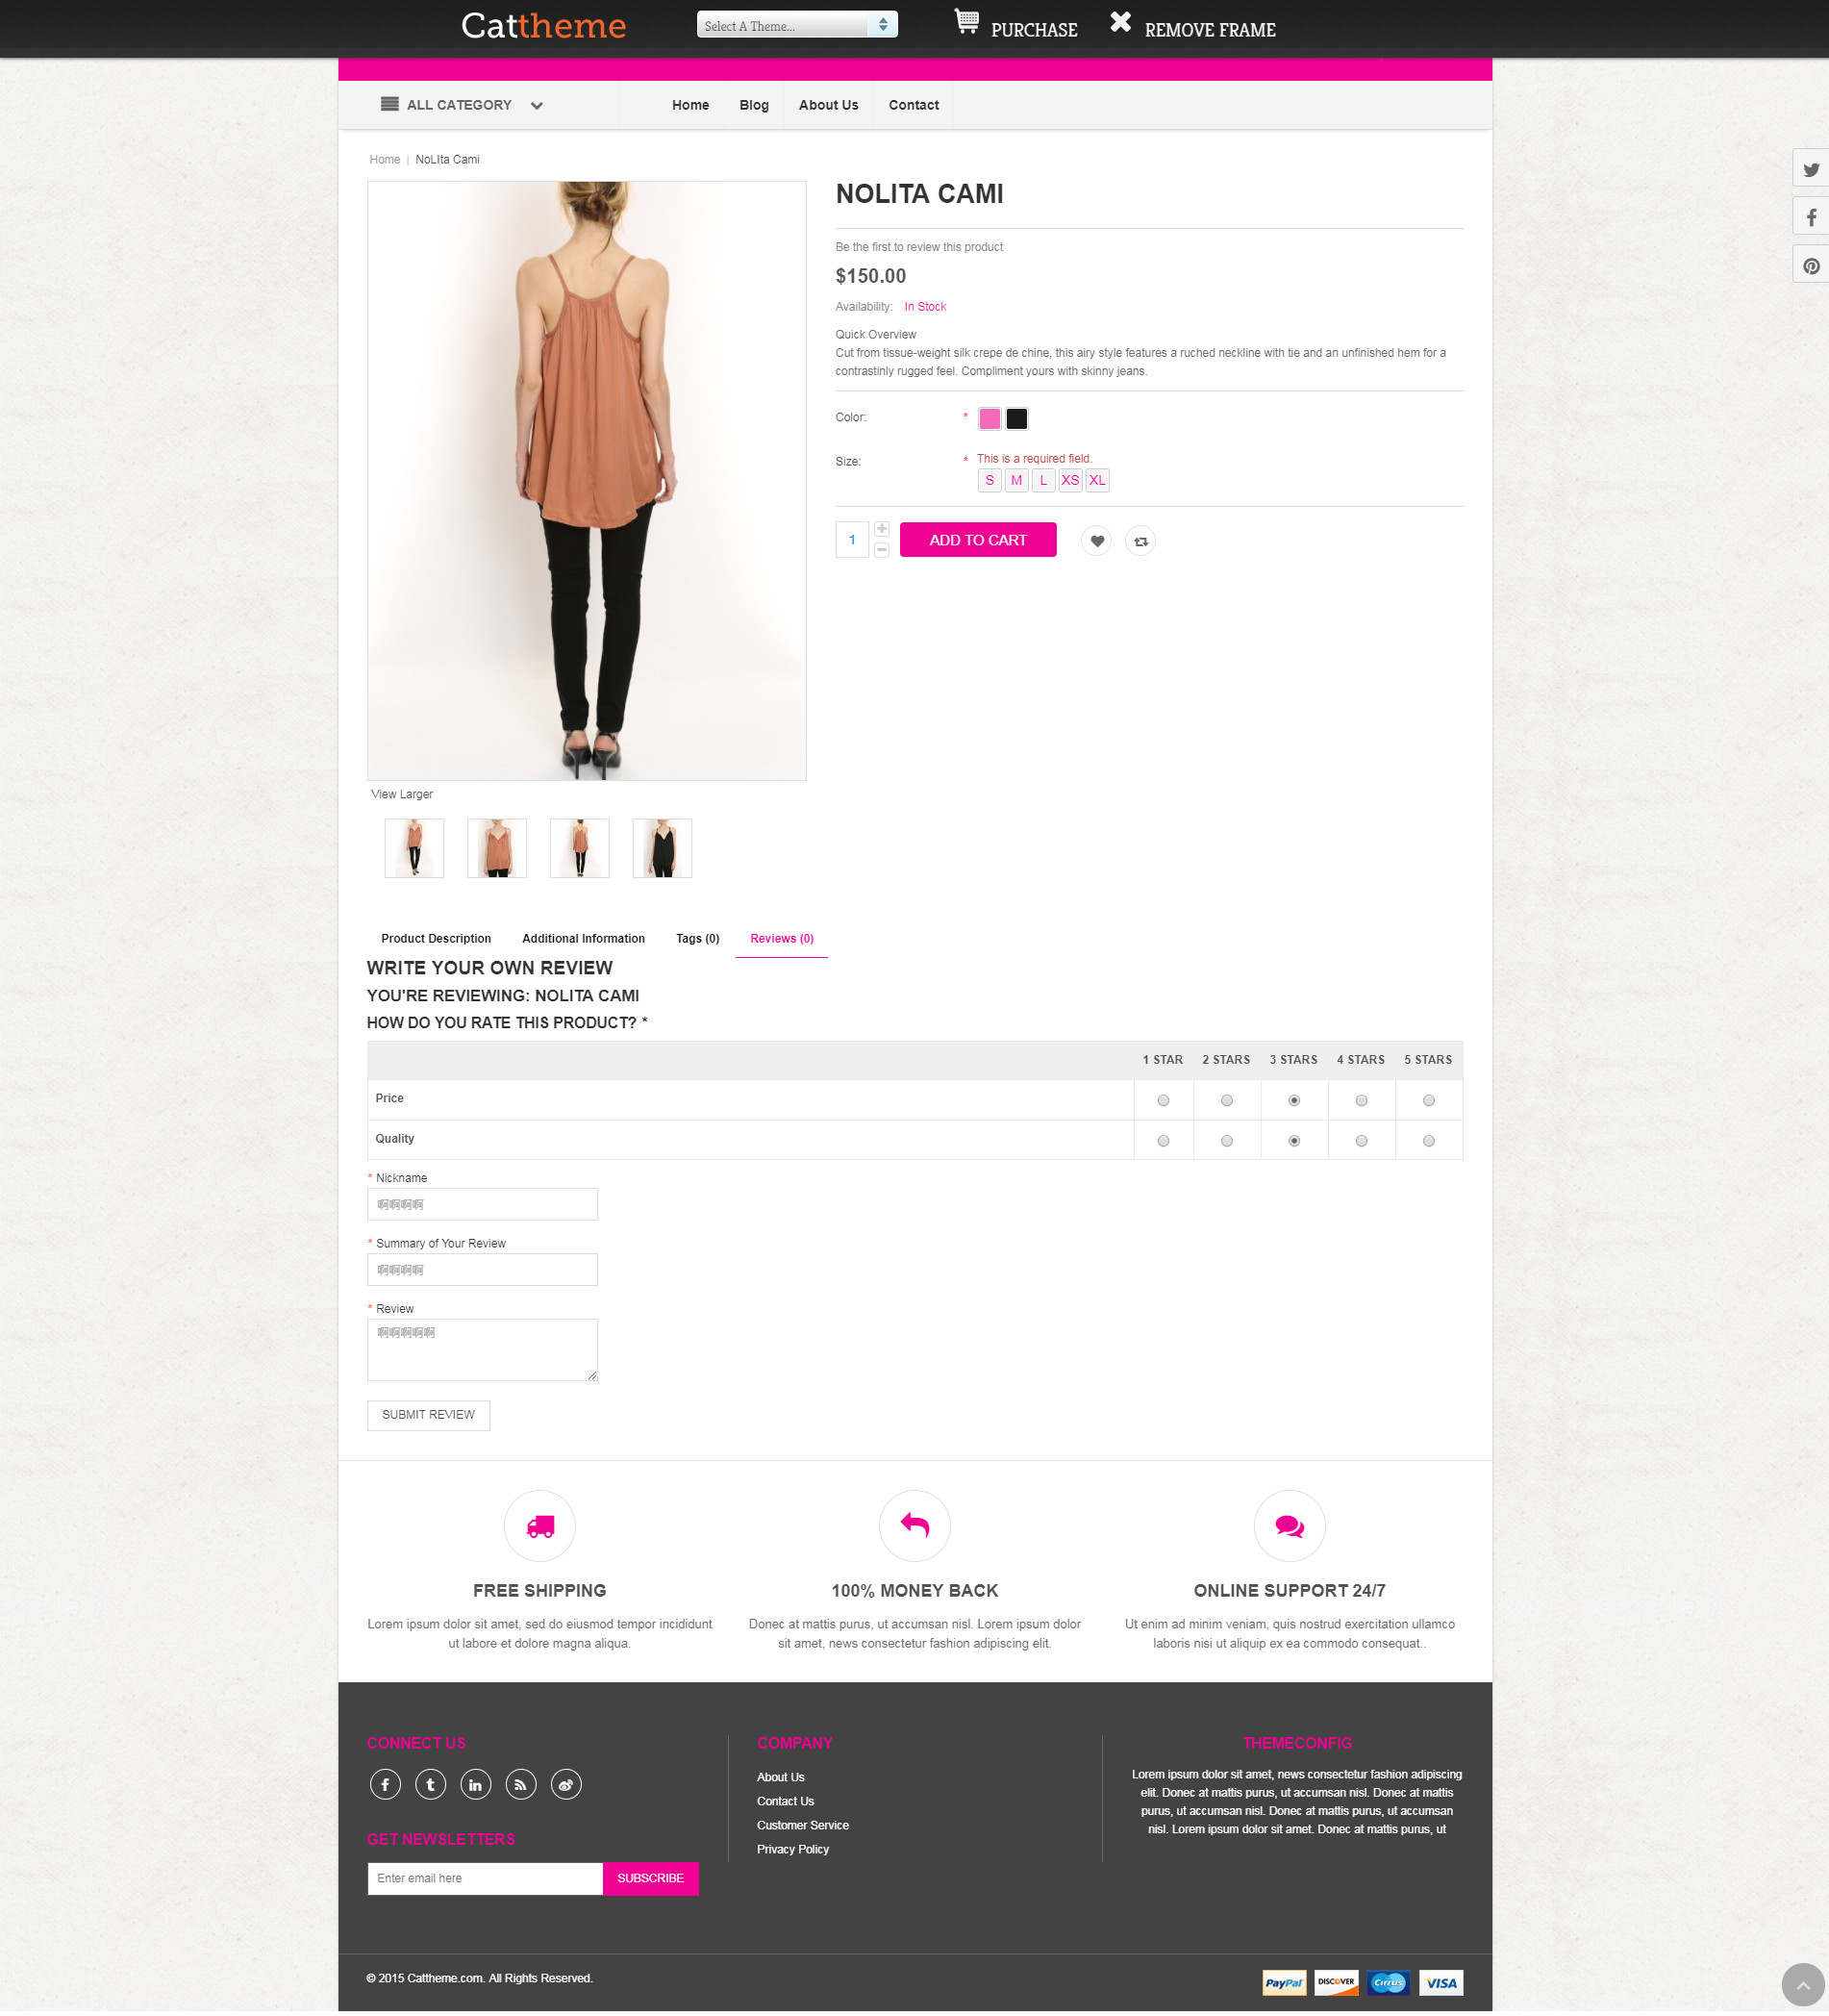 Cattheme
Select A Theme...
PURCHASE
REMOVE FRAME
ALL CATEGORY
Home
Blog
About Us
Contact
Home | NoLIta Cami
NOLITA CAMI
Be the first to review this product
$150.00
Availability: In Stock
Quick Overview
Cut from tissue-weight silk crepe de chine, this airy style features a ruched neckline with tie and an unfinished hem for a
contrastinly rugged feel. Compliment yours with skinny jeans.
Color: *
Size: * This is a required field.
S M L XS XL
1
ADD TO CART
View Larger
Product Description
Additional Information
Tags (0)
Reviews (0)
WRITE YOUR OWN REVIEW
YOU'RE REVIEWING: NOLITA CAMI
HOW DO YOU RATE THIS PRODUCT? *
1 STAR 2 STARS 3 STARS 4 STARS 5 STARS
Price
Quality
* Nickname
* Summary of Your Review
* Review
SUBMIT REVIEW
FREE SHIPPING
Lorem ipsum dolor sit amet, sed do eiusmod tempor incididunt
ut labore et dolore magna aliqua.
100% MONEY BACK
Donec at mattis purus, ut accumsan nisl. Lorem ipsum dolor
sit amet, news consectetur fashion adipiscing elit.
ONLINE SUPPORT 24/7
Ut enim ad minim veniam, quis nostrud exercitation ullamco
laboris nisi ut aliquip ex ea commodo consequat..
CONNECT US
GET NEWSLETTERS
Enter email here
SUBSCRIBE
COMPANY
About Us
Contact Us
Customer Service
Privacy Policy
THEMECONFIG
Lorem ipsum dolor sit amet, news consectetur fashion adipiscing
elit. Donec at mattis purus, ut accumsan nisl. Donec at mattis
purus, ut accumsan nisl. Donec at mattis purus, ut accumsan
nisl. Lorem ipsum dolor sit amet. Donec at mattis purus, ut
© 2015 Cattheme.com. All Rights Reserved.
PayPal
DISCOVER
Cirrus
VISA